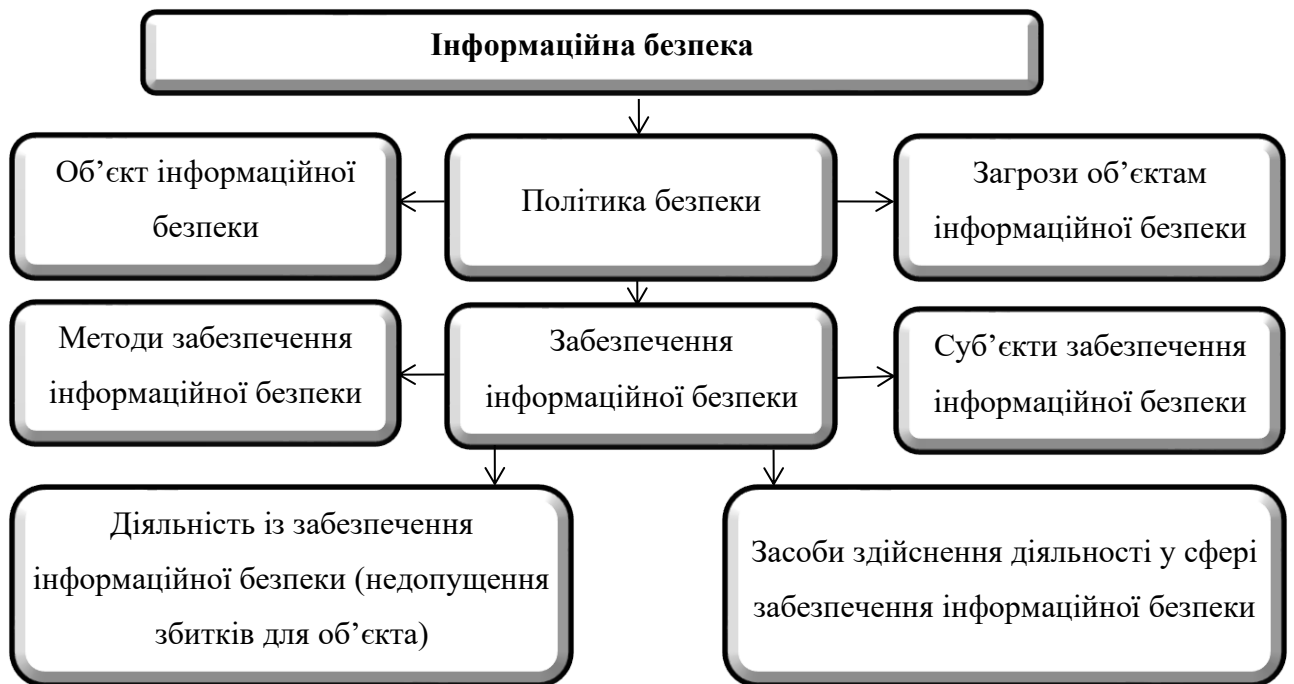 Інформаційна безпека
Об’єкт інформаційної
безпеки
Політика безпеки
Загрози об’єктам
інформаційної безпеки
Методи забезпечення
інформаційної безпеки
Забезпечення
інформаційної безпеки
Суб’єкти забезпечення
інформаційної безпеки
Діяльність із забезпечення
інформаційної безпеки (недопущення
збитків для об’єкта)
Засоби здійснення діяльності у сфері
забезпечення інформаційної безпеки